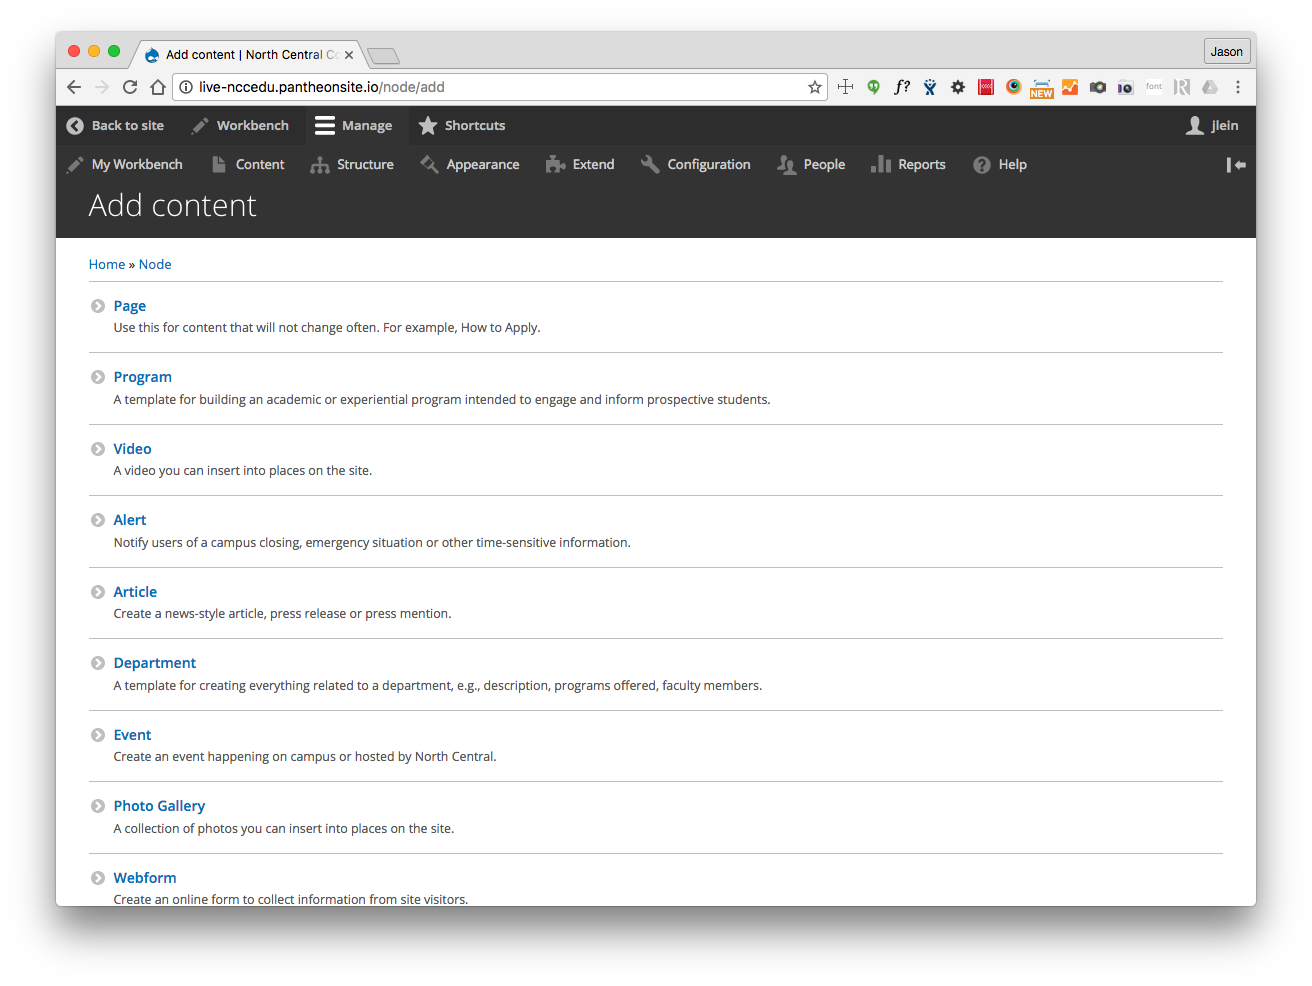 Add content | North Central Co
Jason
live-nccedu.pantheonsite.io/node/add
f?
NEW
font
R
Back to site
Workbench
Manage
Shortcuts
jlein
My Workbench
Content
Structure
Appearance
Extend
Configuration
People
Reports
Help
Add content
Home » Node
Page
Use this for content that will not change often. For example, How to Apply.
Program
A template for building an academic or experiential program intended to engage and inform prospective students.
Video
A video you can insert into places on the site.
Alert
Notify users of a campus closing, emergency situation or other time-sensitive information.
Article
Create a news-style article, press release or press mention.
Department
A template for creating everything related to a department, e.g., description, programs offered, faculty members.
Event
Create an event happening on campus or hosted by North Central.
Photo Gallery
A collection of photos you can insert into places on the site.
Webform
Create an online form to collect information from site visitors.